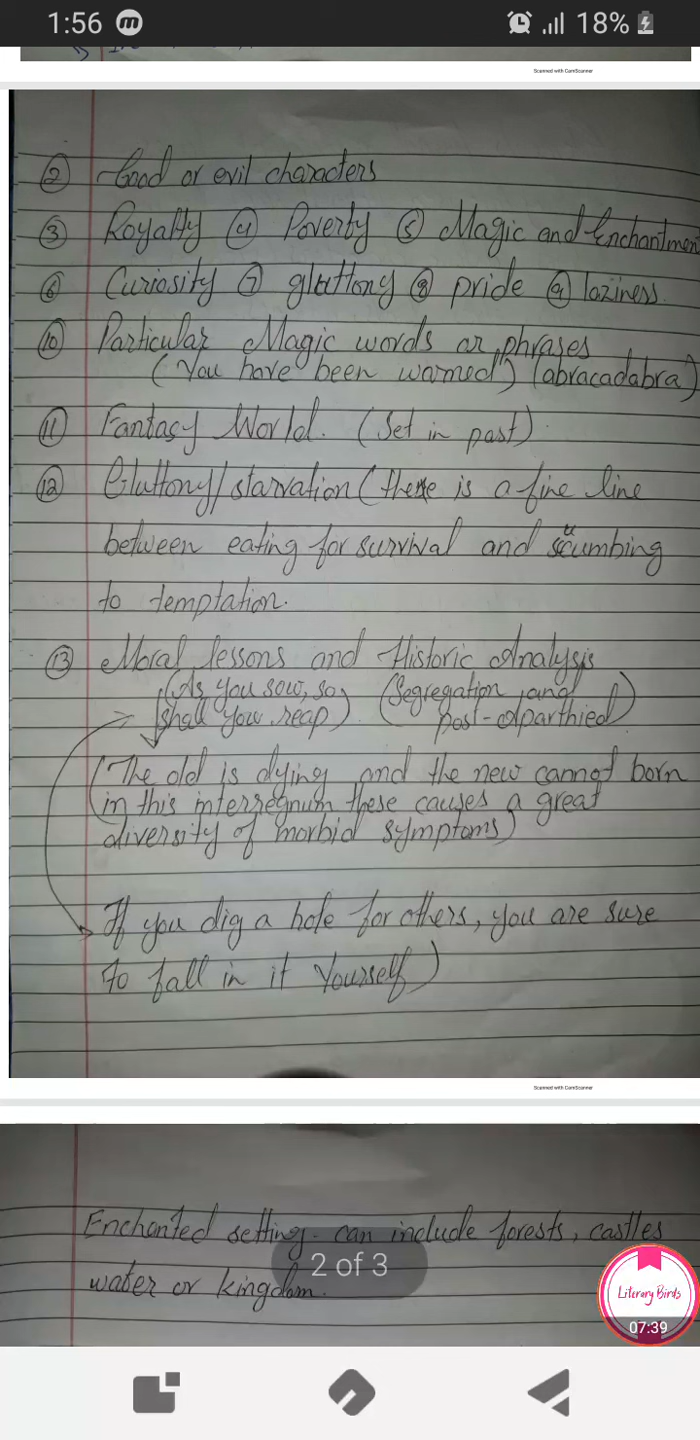 1:56 m 18%
Scanned with CamScanner
② Good or evil characters
③ Royalty ④ Poverty ⑤ Magic and Enchantmen
⑥ Curiosity ⑦ gluttony ⑧ pride ⑨ laziness.
⑩ Particular Magic words or phrases
(You have been warned") (abracadabra)
⑪ Fantasy World. (Set in past)
⑫ Gluttony/starvation (there is a fine line
between eating for survival and sucumbing
to temptation.
⑬ Moral lessons and Historic Analysis
(As you sow, so (Segregation and
shall you reap) post-Aparthied)
(The old is dying and the new cannot born
in this interregnum these causes a great
diversity of morbid symptoms)
If you dig a hole for others, you are sure
to fall in it Yourself)
Scanned with CamScanner
Enchanted setting can include forests, castles
2 of 3
water or kingdom.
Literary Birds
07:39